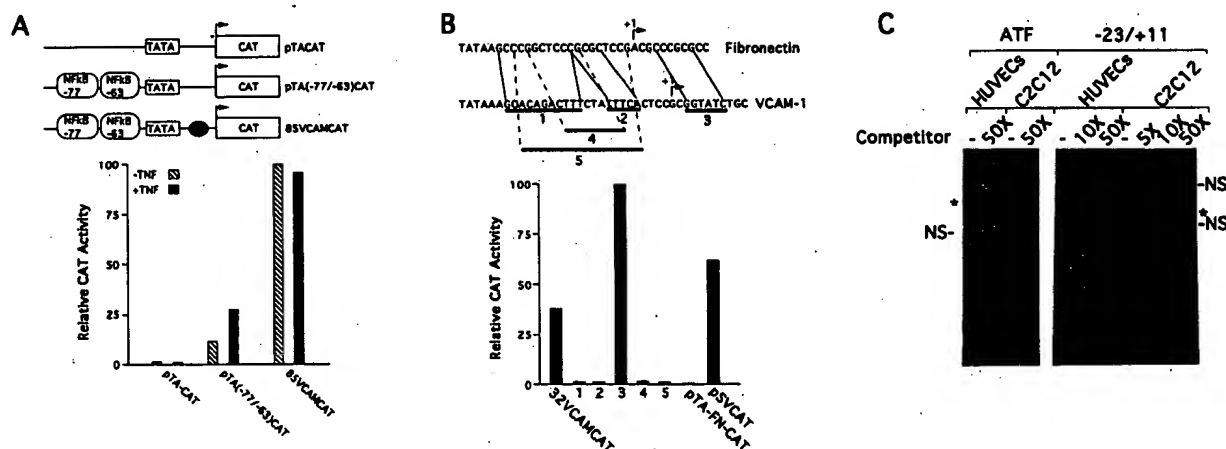 A
TATA
CAT
pTACAT
NFkB -77
NFkB -63
TATA
CAT
pTA(-77/-63)CAT
NFkB -77
NFkB -63
TATA
CAT
85VCAMCAT
Relative CAT Activity
100
75
50
25
0
-TNF
+TNF
pTA-CAT
pTA(-77/-63)CAT
85VCAMCAT
B
+1
TATAAGCCCGGCTCCCGCGCTCCGACGCCCGCGCC Fibronectin
+1
TATAAAGGACAGACTTTCTATTTCACTCCGCGGTATCTGC VCAM-1
1
2
3
4
5
Relative CAT Activity
100
75
50
25
0
32VCAMCAT
1
2
3
4
5
pTA-FN-CAT
pSVCAT
C
ATF
-23/+11
HUVECs
C2C12
HUVECs
C2C12
Competitor - 50X - 50X - 10X 50X - 5X 10X 50X
-NS
*
*
NS-
-NS